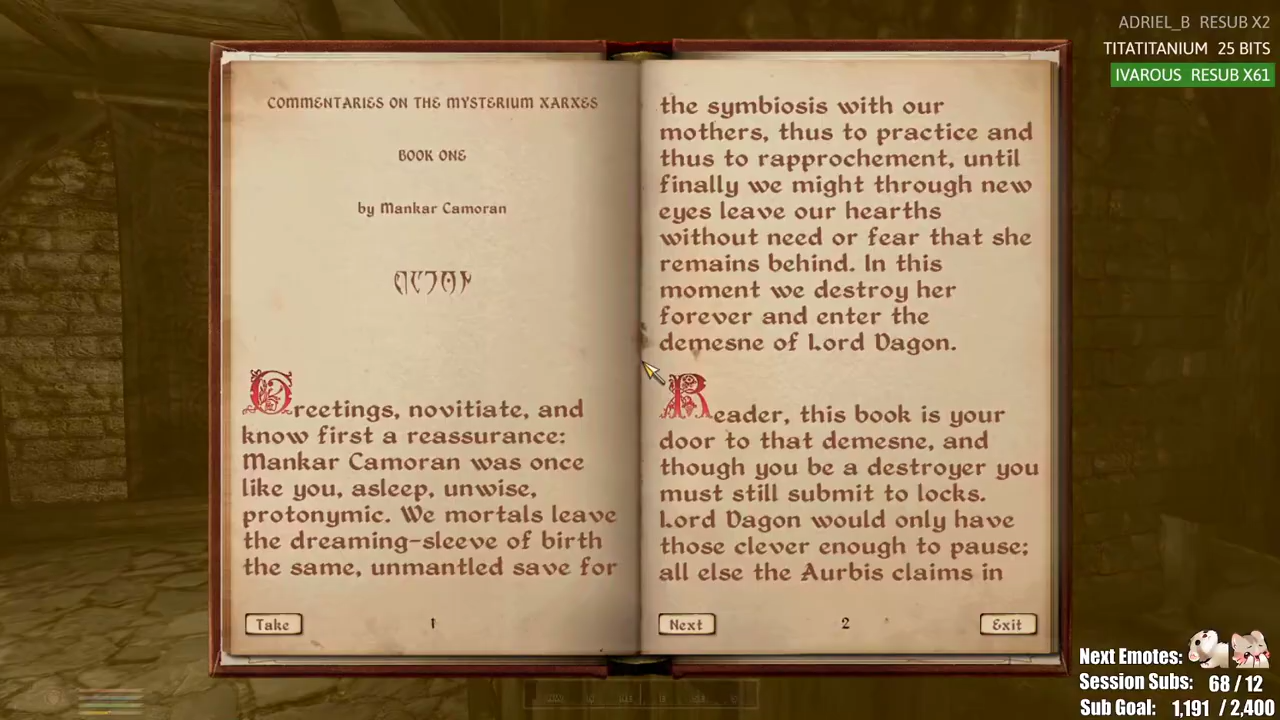 ADRIEL_B RESUB X2
TITATITANIUM 25 BITS
IVAROUS RESUB X61
COMMENTARIES ON THE MYSTERIUM XARXES
BOOK ONE
by Mankar Camoran
Greetings, novitiate, and
know first a reassurance:
Mankar Camoran was once
like you, asleep, unwise,
protonymic. We mortals leave
the dreaming-sleeve of birth
the same, unmantled save for
Take
1
the symbiosis with our
mothers, thus to practice and
thus to rapprochement, until
finally we might through new
eyes leave our hearths
without need or fear that she
remains behind. In this
moment we destroy her
forever and enter the
demesne of Lord Dagon.
Reader, this book is your
door to that demesne, and
though you be a destroyer you
must still submit to locks.
Lord Dagon would only have
those clever enough to pause;
all else the Aurbis claims in
Next
2
Exit
Next Emotes:
Session Subs: 68 / 12
Sub Goal: 1,191 / 2,400